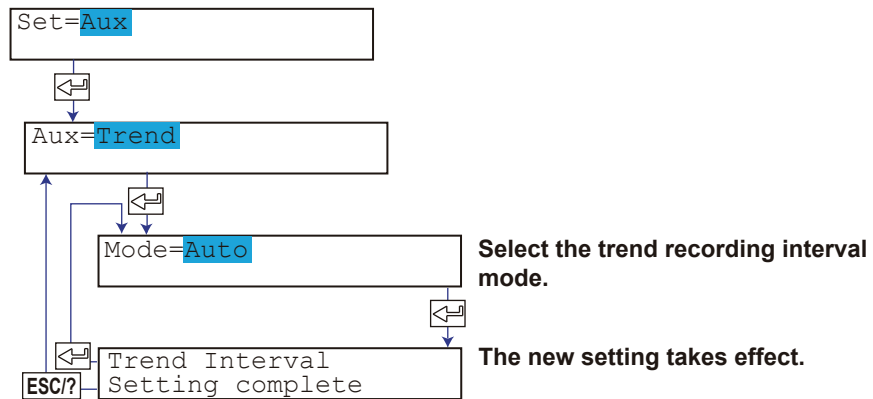 Set=Aux
Aux=Trend
Mode=Auto
Select the trend recording interval
mode.
Trend Interval
Setting complete
The new setting takes effect.
ESC/?